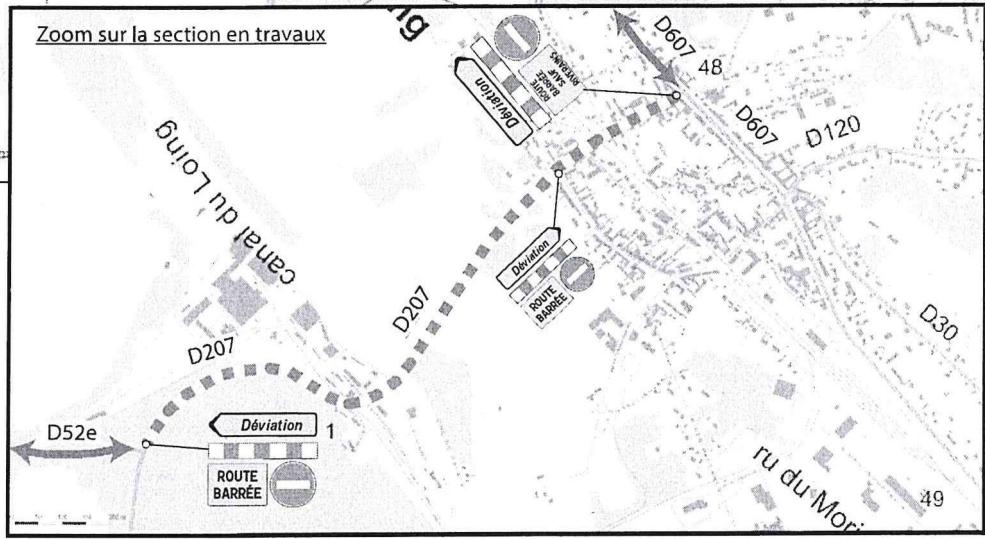 Zoom sur la section en travaux
ng
D607
48
ROUTE
BARRÉE
SAUF
RIVERAINS
Déviation
D607
D120
canal du Loing
Déviation
ROUTE
BARRÉE
D207
D207
D30
D52e
Déviation
1
ROUTE
BARRÉE
ru du Mori
49